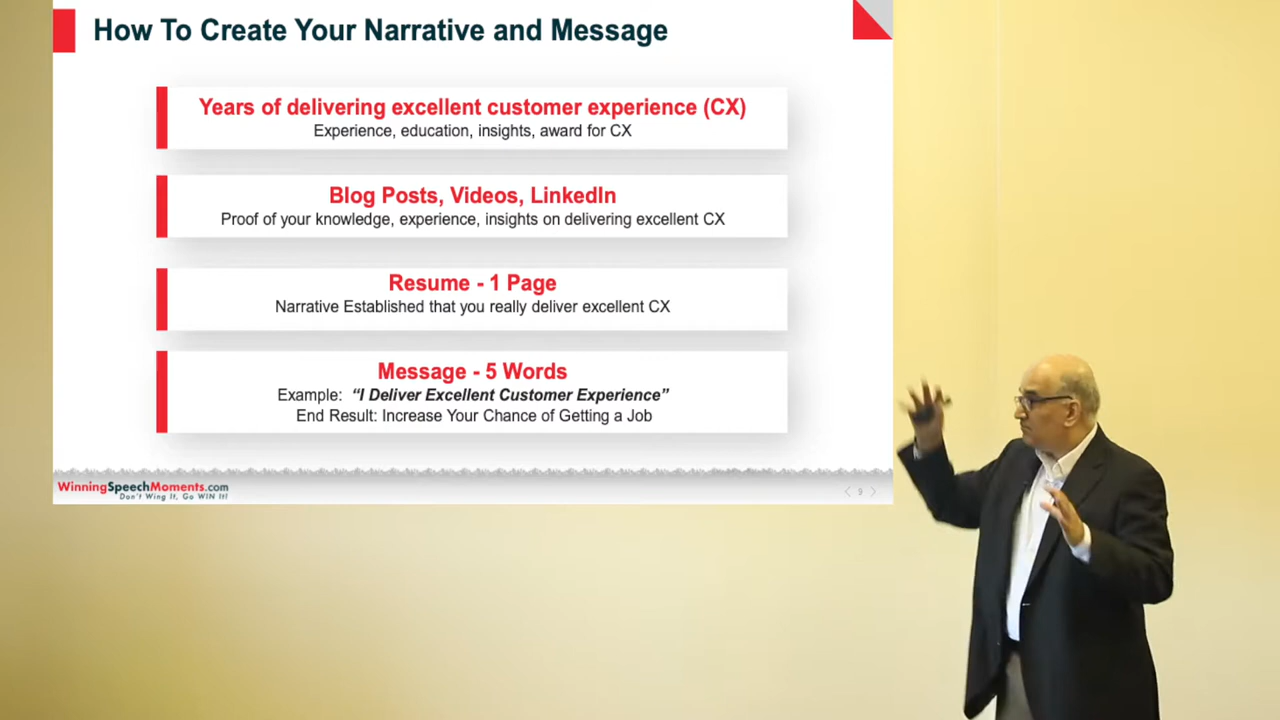 How To Create Your Narrative and Message
Years of delivering excellent customer experience (CX)
Experience, education, insights, award for CX
Blog Posts, Videos, LinkedIn
Proof of your knowledge, experience, insights on delivering excellent CX
Resume - 1 Page
Narrative Established that you really deliver excellent CX
Message - 5 Words
Example: “I Deliver Excellent Customer Experience”
End Result: Increase Your Chance of Getting a Job
WinningSpeechMoments.com
Don't Wing It, Go WIN It!
9